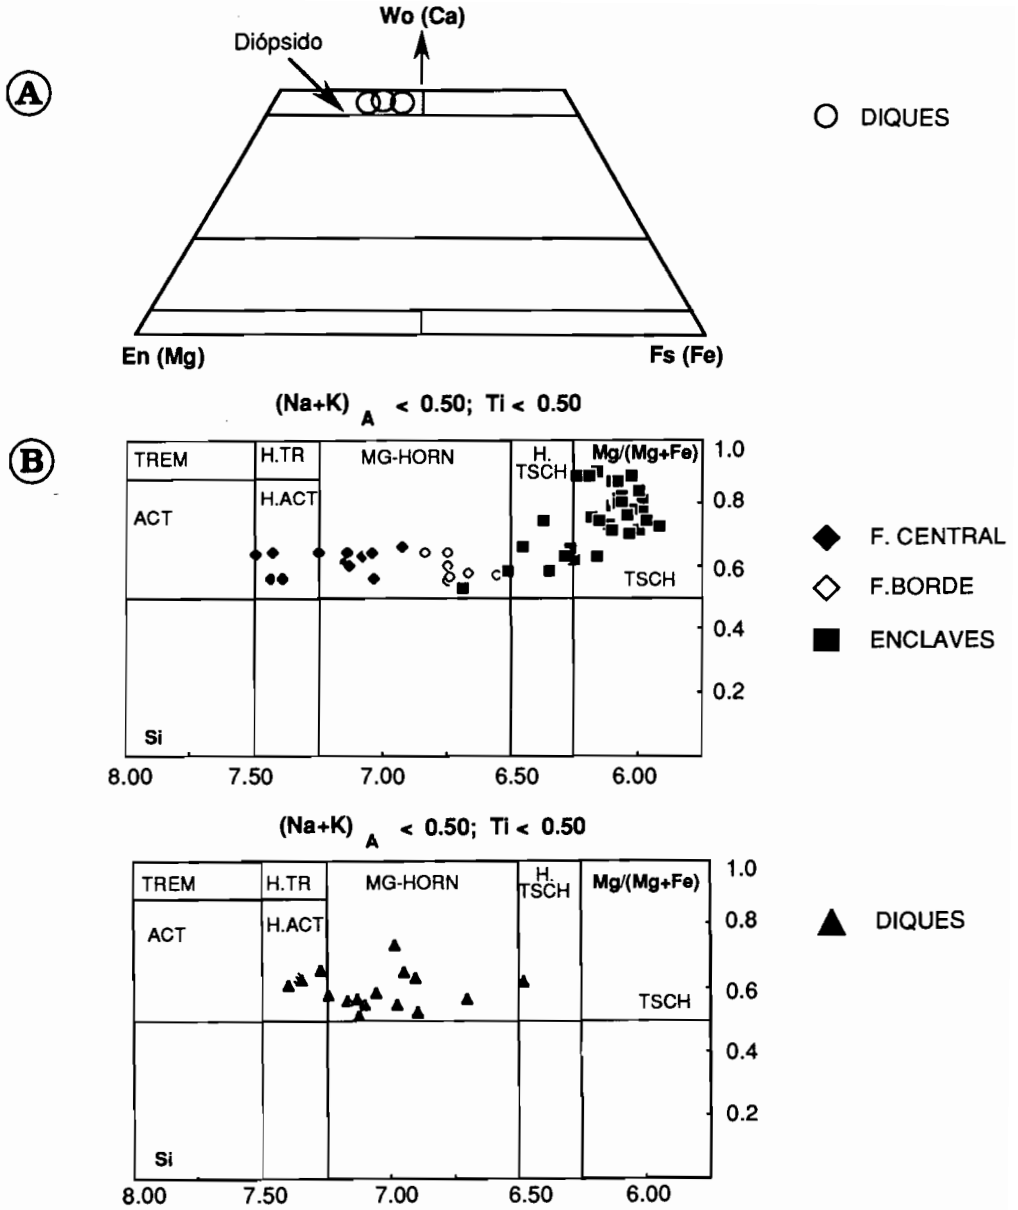 Wo (Ca)
Diópsido
A
DIQUES
En (Mg)
Fs (Fe)
(Na+K) A < 0.50; Ti < 0.50
B
TREM
H.TR
MG-HORN
H.
TSCH
Mg/(Mg+Fe)
1.0
ACT
H.ACT
0.8
F. CENTRAL
0.6
TSCH
F.BORDE
0.4
ENCLAVES
0.2
Si
8.00 7.50 7.00 6.50 6.00
(Na+K) A < 0.50; Ti < 0.50
TREM
H.TR
MG-HORN
H.
TSCH
Mg/(Mg+Fe)
1.0
ACT
H.ACT
0.8
DIQUES
0.6
TSCH
0.4
0.2
Si
8.00 7.50 7.00 6.50 6.00